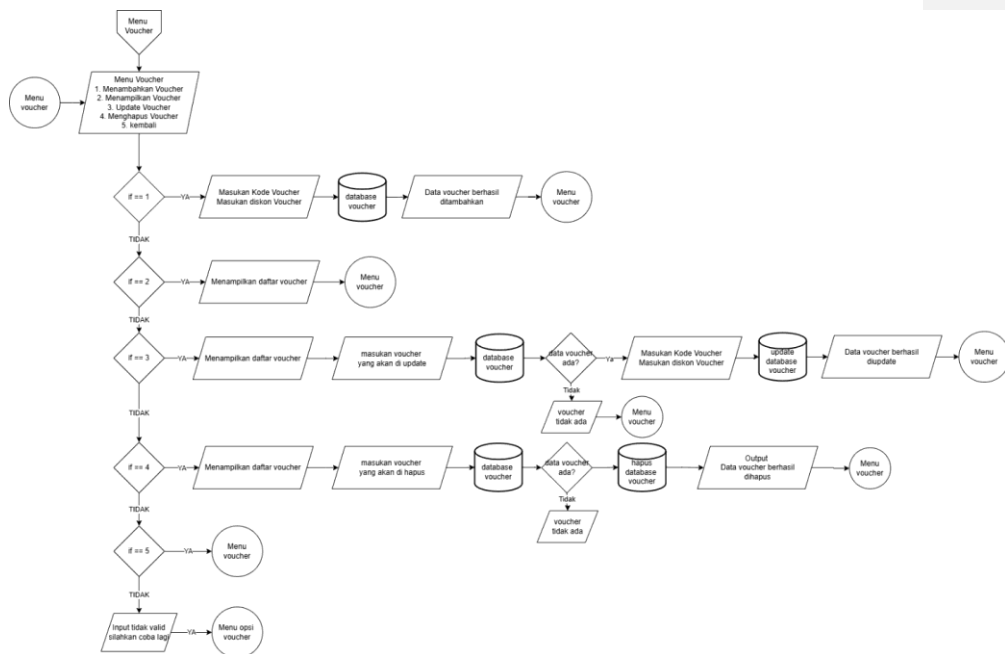 Menu
Voucher
Menu
voucher
Menu Voucher
1. Menambahkan Voucher
2. Menampilkan Voucher
3. Update Voucher
4. Menghapus Voucher
5. kembali
if == 1
YA
Masukan Kode Voucher
Masukan diskon Voucher
database
voucher
Data voucher berhasil
ditambahkan
Menu
voucher
TIDAK
if == 2
YA
Menampilkan daftar voucher
Menu
voucher
TIDAK
if == 3
YA
Menampilkan daftar voucher
masukan voucher
yang akan di update
database
voucher
data voucher
ada?
Ya
Masukan Kode Voucher
Masukan diskon Voucher
update
database
voucher
Data voucher berhasil
diupdate
Menu
voucher
Tidak
voucher
tidak ada
Menu
voucher
TIDAK
if == 4
YA
Menampilkan daftar voucher
masukan voucher
yang akan di hapus
database
voucher
data voucher
ada?
hapus
database
voucher
Output
Data voucher berhasil
dihapus
Menu
voucher
Tidak
voucher
tidak ada
TIDAK
if == 5
YA
Menu
voucher
TIDAK
Input tidak valid
silahkan coba lagi
YA
Menu opsi
voucher